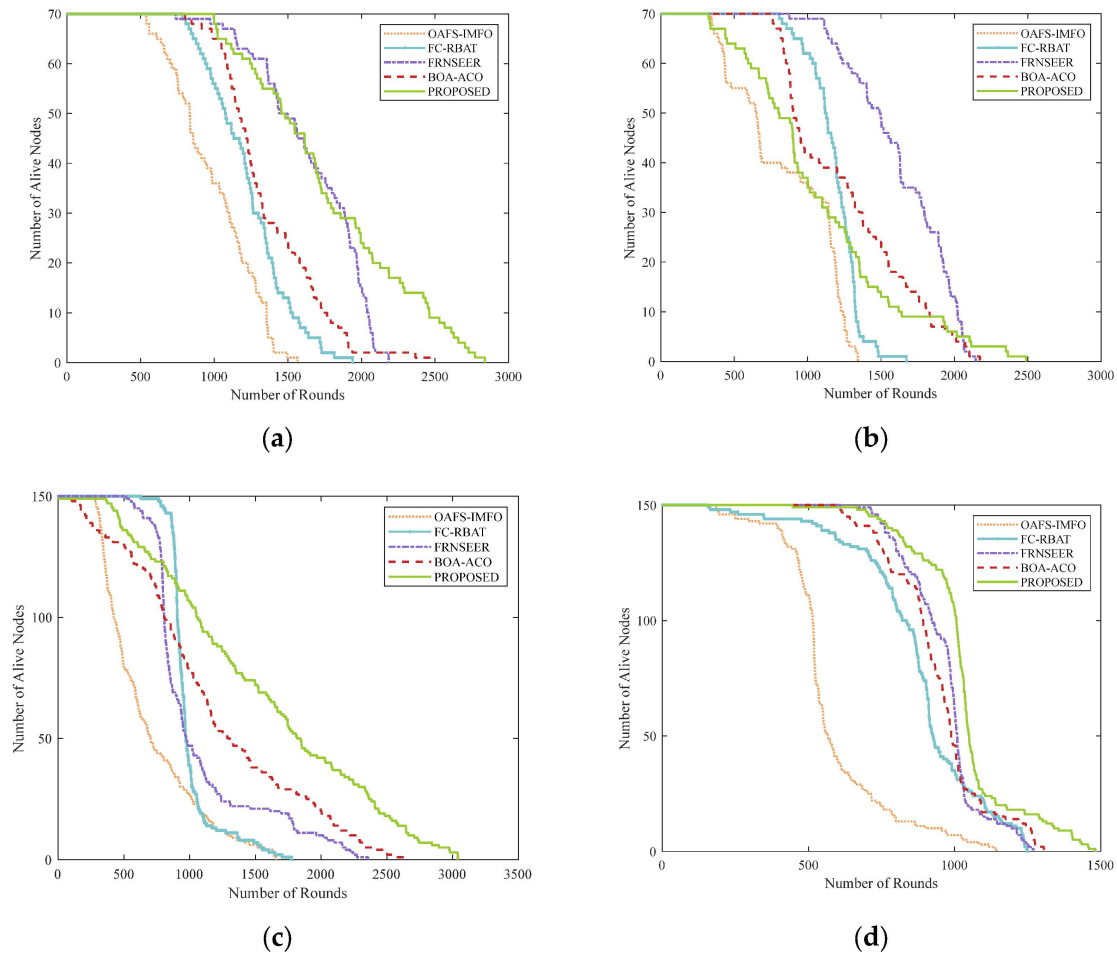 70
60
50
40
30
20
10
0
Number of Alive Nodes
0 500 1000 1500 2000 2500 3000
Number of Rounds
OAFS-IMFO
FC-RBAT
FRNSEER
BOA-ACO
PROPOSED
(a)
70
60
50
40
30
20
10
0
Number of Alive Nodes
0 500 1000 1500 2000 2500 3000
Number of Rounds
OAFS-IMFO
FC-RBAT
FRNSEER
BOA-ACO
PROPOSED
(b)
150
100
50
0
Number of Alive Nodes
0 500 1000 1500 2000 2500 3000 3500
Number of Rounds
OAFS-IMFO
FC-RBAT
FRNSEER
BOA-ACO
PROPOSED
(c)
150
100
50
0
Number of Alive Nodes
0 500 1000 1500
Number of Rounds
OAFS-IMFO
FC-RBAT
FRNSEER
BOA-ACO
PROPOSED
(d)